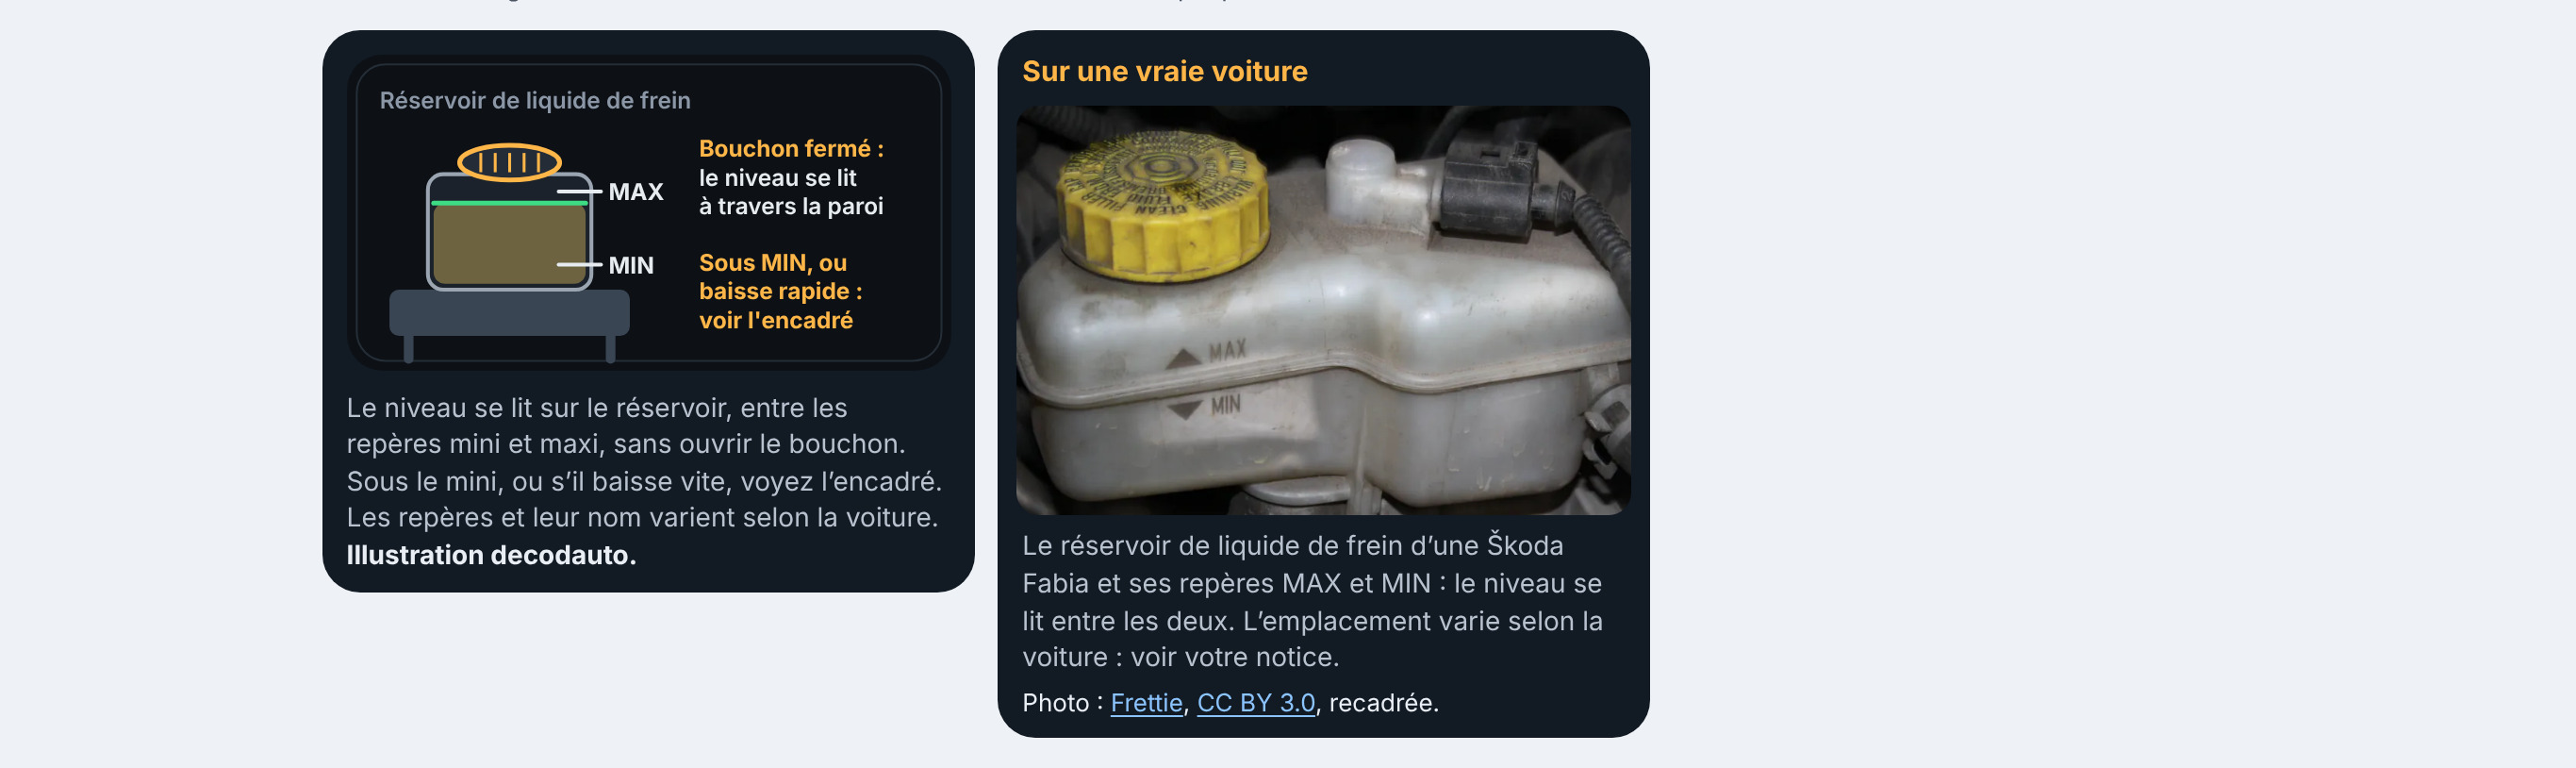 Réservoir de liquide de frein
MAX
MIN
Bouchon fermé :
le niveau se lit
à travers la paroi
Sous MIN, ou
baisse rapide :
voir l'encadré
Le niveau se lit sur le réservoir, entre les
repères mini et maxi, sans ouvrir le bouchon.
Sous le mini, ou s’il baisse vite, voyez l’encadré.
Les repères et leur nom varient selon la voiture.
Illustration decodauto.
Sur une vraie voiture
MAX
MIN
Le réservoir de liquide de frein d’une Škoda
Fabia et ses repères MAX et MIN : le niveau se
lit entre les deux. L’emplacement varie selon la
voiture : voir votre notice.
Photo : Frettie, CC BY 3.0, recadrée.